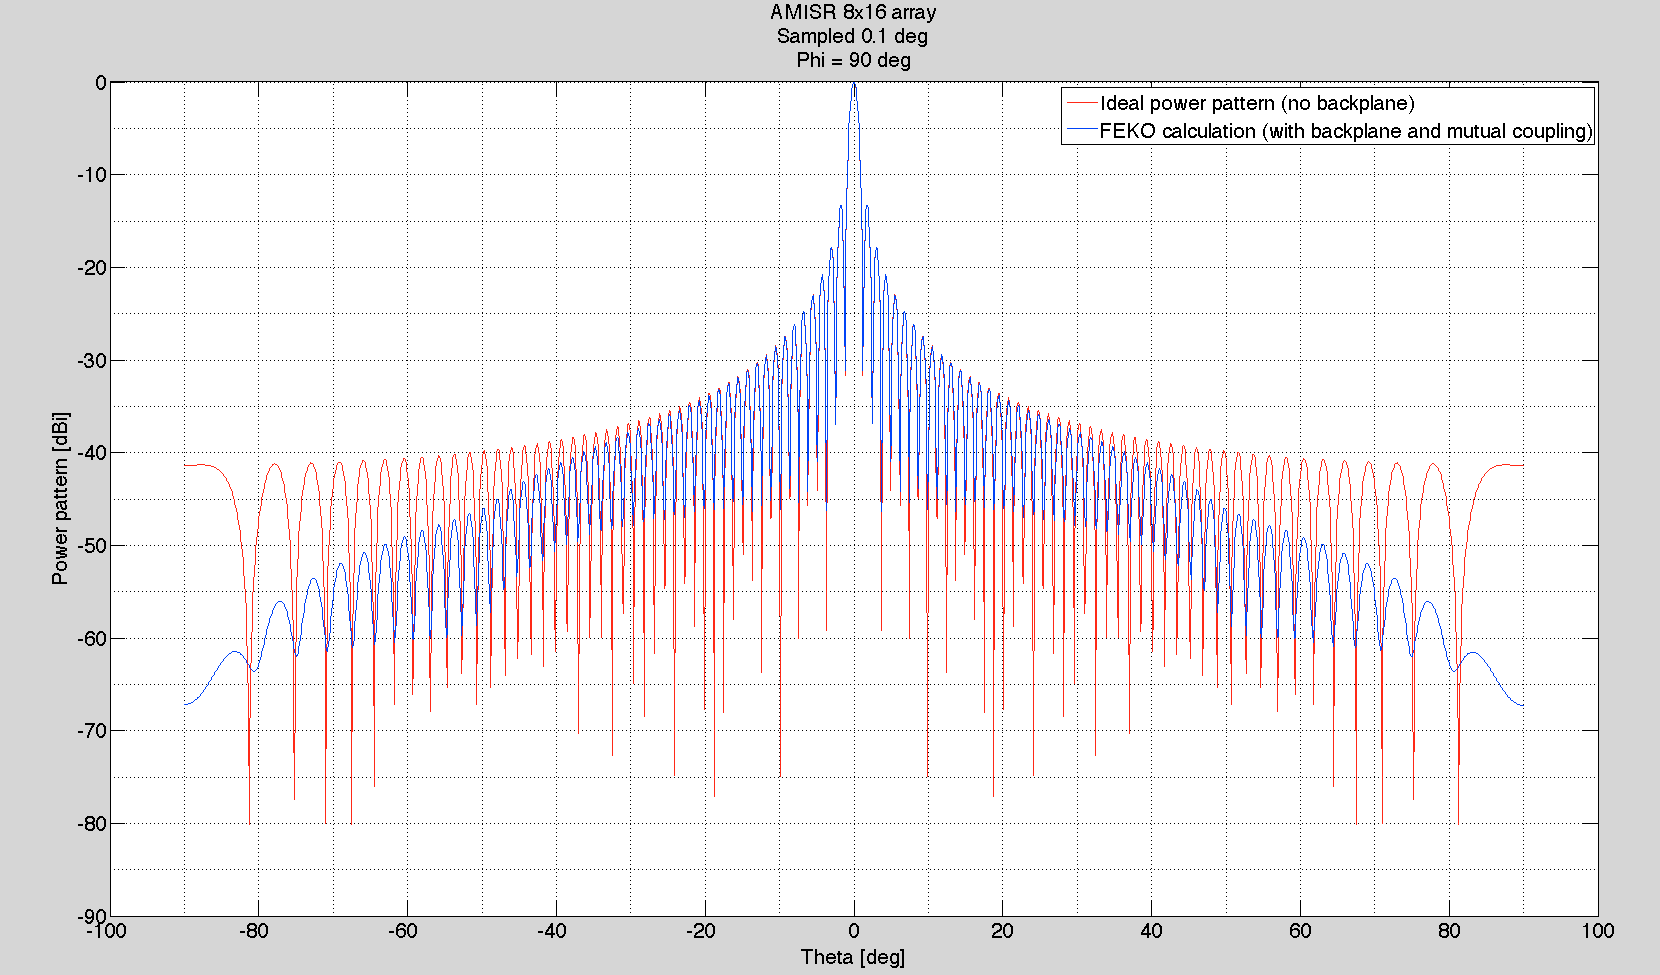 AMISR 8x16 array
Sampled 0.1 deg
Phi = 90 deg
Ideal power pattern (no backplane)
FEKO calculation (with backplane and mutual coupling)
Power pattern [dBi]
0
-10
-20
-30
-40
-50
-60
-70
-80
-90
-100 -80 -60 -40 -20 0 20 40 60 80 100
Theta [deg]